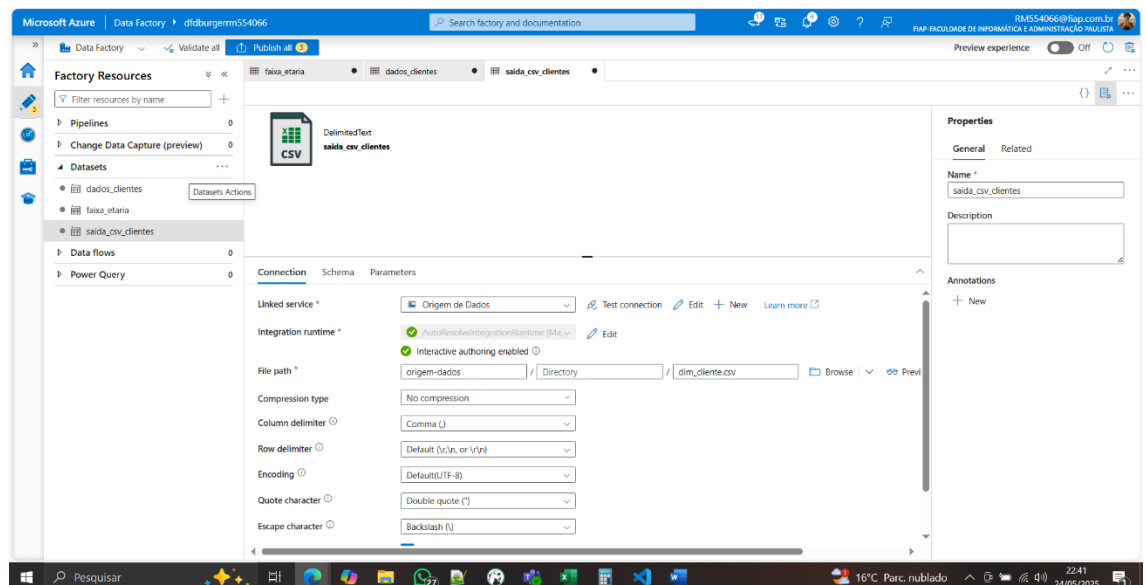 Microsoft Azure | Data Factory ▸ dfdburgerrm554066
Search factory and documentation
RM554066@fiap.com.br
FIAP-FACULDADE DE INFORMÁTICA E ADMINISTRAÇÃO PAULISTA
Data Factory
Validate all
Publish all 3
Preview experience Off
Factory Resources
Filter resources by name
Pipelines 0
Change Data Capture (preview) 0
Datasets
dados_clientes
Datasets Actions
faixa_etaria
saida_csv_clientes
Data flows 0
Power Query 0
faixa_etaria
dados_clientes
saida_csv_clientes
CSV
DelimitedText
saida_csv_clientes
Connection Schema Parameters
Linked service * Origem de Dados Test connection Edit New Learn more
Integration runtime * AutoResolveIntegrationRuntime (Ma... Edit
Interactive authoring enabled
File path * origem-dados / Directory / dim_cliente.csv Browse Previ
Compression type No compression
Column delimiter Comma (,)
Row delimiter Default (\r,\n, or \r\n)
Encoding Default(UTF-8)
Quote character Double quote (")
Escape character Backslash (\)
Properties
General Related
Name *
saida_csv_clientes
Description
Annotations
New
Pesquisar
27
16°C Parc. nublado
22:41
24/05/2025